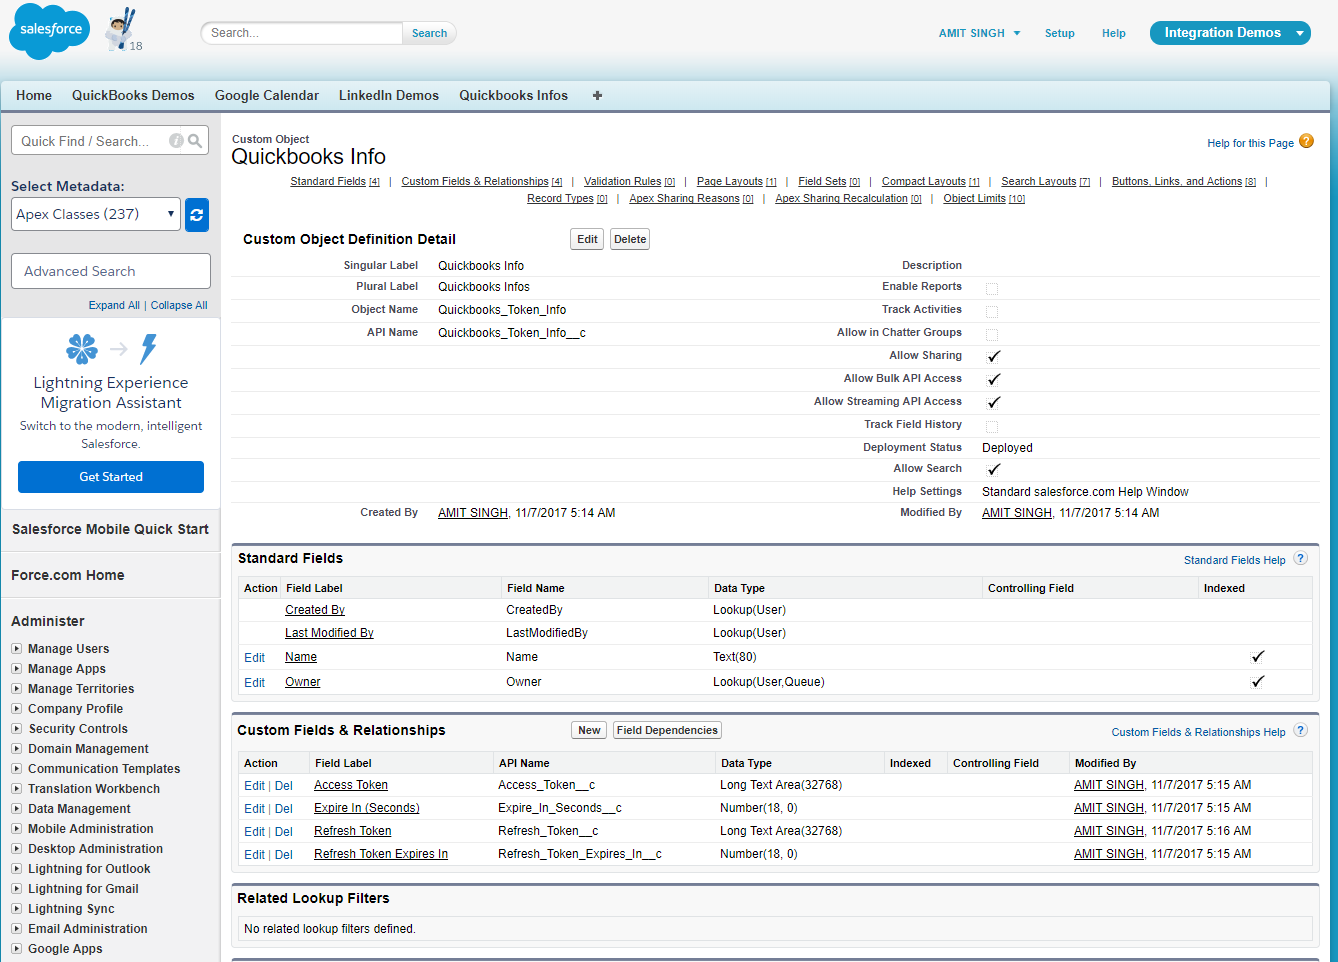 salesforce
18
Search...
Search
AMIT SINGH
Setup
Help
Integration Demos
Home
QuickBooks Demos
Google Calendar
LinkedIn Demos
Quickbooks Infos
+
Quick Find / Search...
i
Select Metadata:
Apex Classes (237)
Advanced Search
Expand All | Collapse All
Lightning Experience
Migration Assistant
Switch to the modern, intelligent
Salesforce.
Get Started
Salesforce Mobile Quick Start
Force.com Home
Administer
Manage Users
Manage Apps
Manage Territories
Company Profile
Security Controls
Domain Management
Communication Templates
Translation Workbench
Data Management
Mobile Administration
Desktop Administration
Lightning for Outlook
Lightning for Gmail
Lightning Sync
Email Administration
Google Apps
Custom Object
Quickbooks Info
Help for this Page ?
Standard Fields [4] | Custom Fields & Relationships [4] | Validation Rules [0] | Page Layouts [1] | Field Sets [0] | Compact Layouts [1] | Search Layouts [7] | Buttons, Links, and Actions [8] |
Record Types [0] | Apex Sharing Reasons [0] | Apex Sharing Recalculation [0] | Object Limits [10]
Custom Object Definition Detail Edit Delete
Singular Label Quickbooks Info Description
Plural Label Quickbooks Infos Enable Reports
Object Name Quickbooks_Token_Info Track Activities
API Name Quickbooks_Token_Info__c Allow in Chatter Groups
Allow Sharing
Allow Bulk API Access
Allow Streaming API Access
Track Field History
Deployment Status Deployed
Allow Search
Help Settings Standard salesforce.com Help Window
Created By AMIT SINGH, 11/7/2017 5:14 AM Modified By AMIT SINGH, 11/7/2017 5:14 AM
Standard Fields Standard Fields Help ?
Action Field Label Field Name Data Type Controlling Field Indexed
Created By CreatedBy Lookup(User)
Last Modified By LastModifiedBy Lookup(User)
Edit Name Name Text(80)
Edit Owner Owner Lookup(User,Queue)
Custom Fields & Relationships New Field Dependencies Custom Fields & Relationships Help ?
Action Field Label API Name Data Type Indexed Controlling Field Modified By
Edit | Del Access Token Access_Token__c Long Text Area(32768) AMIT SINGH, 11/7/2017 5:15 AM
Edit | Del Expire In (Seconds) Expire_In_Seconds__c Number(18, 0) AMIT SINGH, 11/7/2017 5:15 AM
Edit | Del Refresh Token Refresh_Token__c Long Text Area(32768) AMIT SINGH, 11/7/2017 5:16 AM
Edit | Del Refresh Token Expires In Refresh_Token_Expires_In__c Number(18, 0) AMIT SINGH, 11/7/2017 5:15 AM
Related Lookup Filters
No related lookup filters defined.